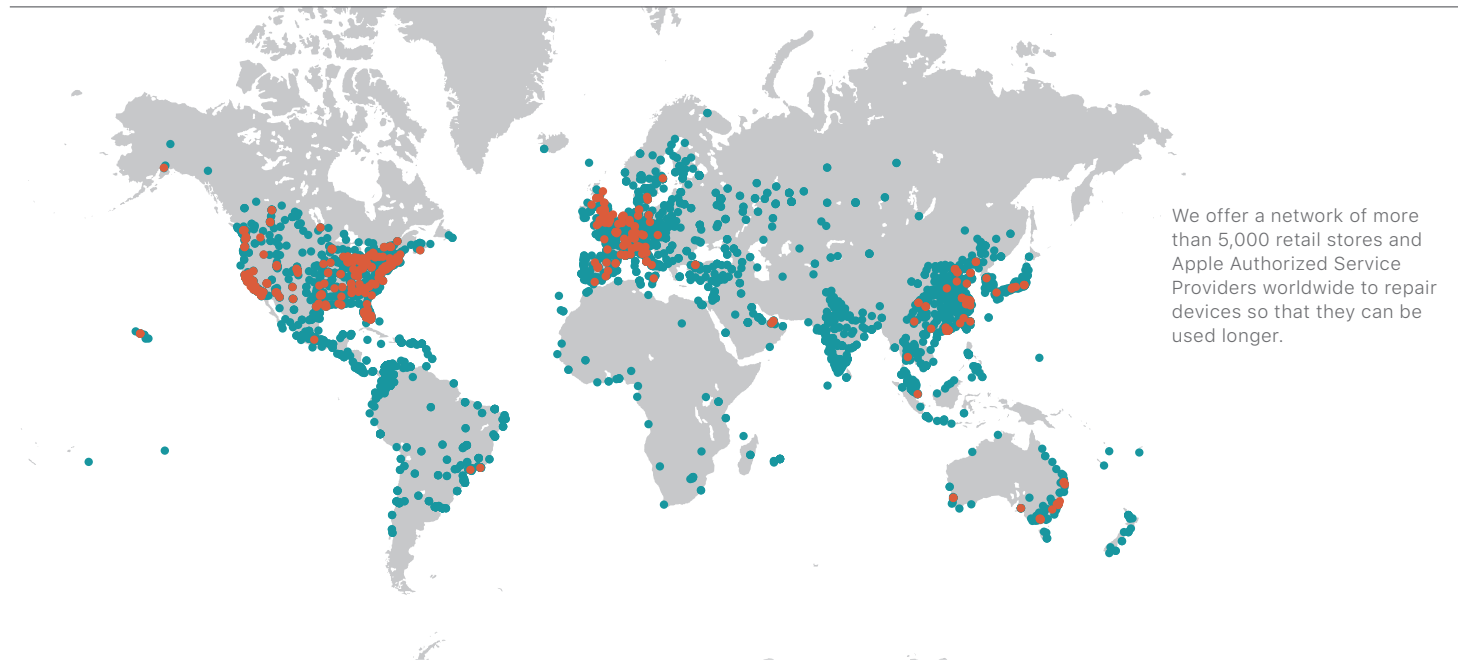 We offer a network of more
than 5,000 retail stores and
Apple Authorized Service
Providers worldwide to repair
devices so that they can be
used longer.